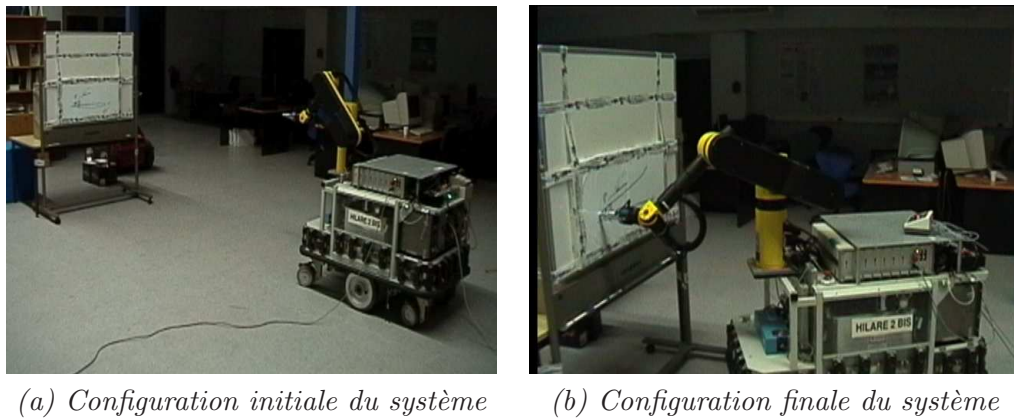 HILARE 2 BIS
HILARE 2 BIS
(a) Configuration initiale du système
(b) Configuration finale du système